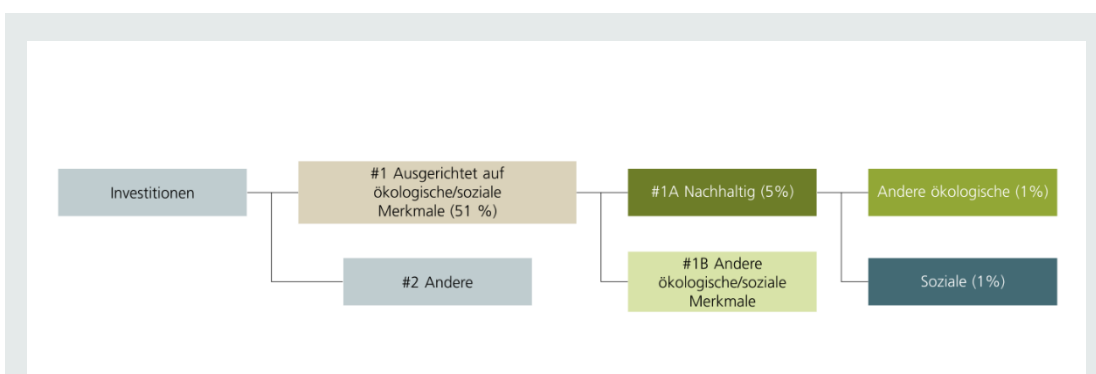 Investitionen
#1 Ausgerichtet auf
ökologische/soziale
Merkmale (51 %)
#1A Nachhaltig (5%)
Andere ökologische (1%)
#2 Andere
#1B Andere
ökologische/soziale
Merkmale
Soziale (1%)